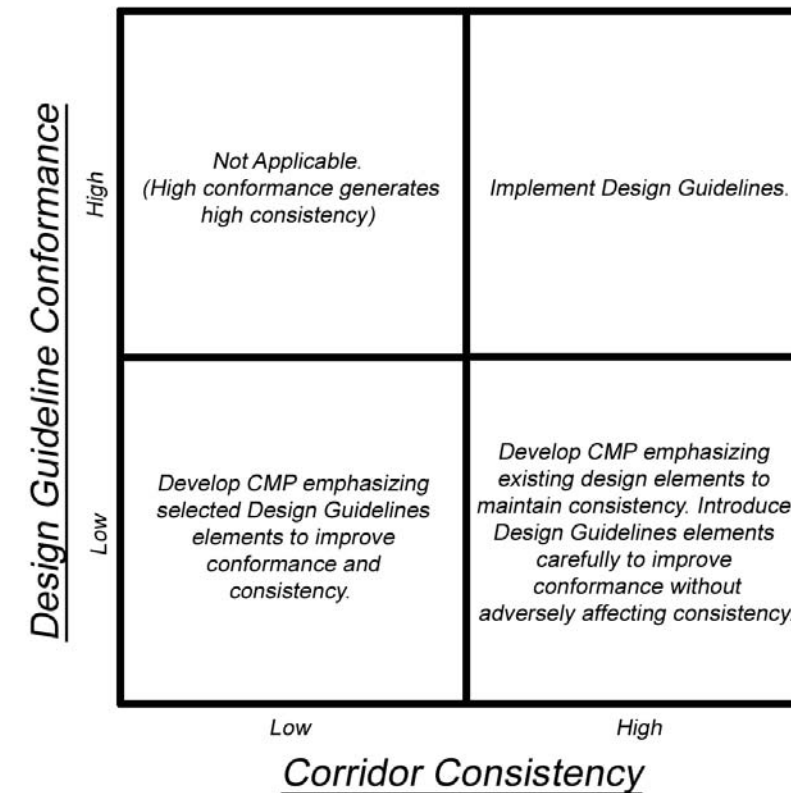 Design Guideline Conformance
High
Not Applicable.
(High conformance generates
high consistency)
Implement Design Guidelines.
Low
Develop CMP emphasizing
selected Design Guidelines
elements to improve
conformance and
consistency.
Develop CMP emphasizing
existing design elements to
maintain consistency. Introduce
Design Guidelines elements
carefully to improve
conformance without
adversely affecting consistency.
Low
High
Corridor Consistency